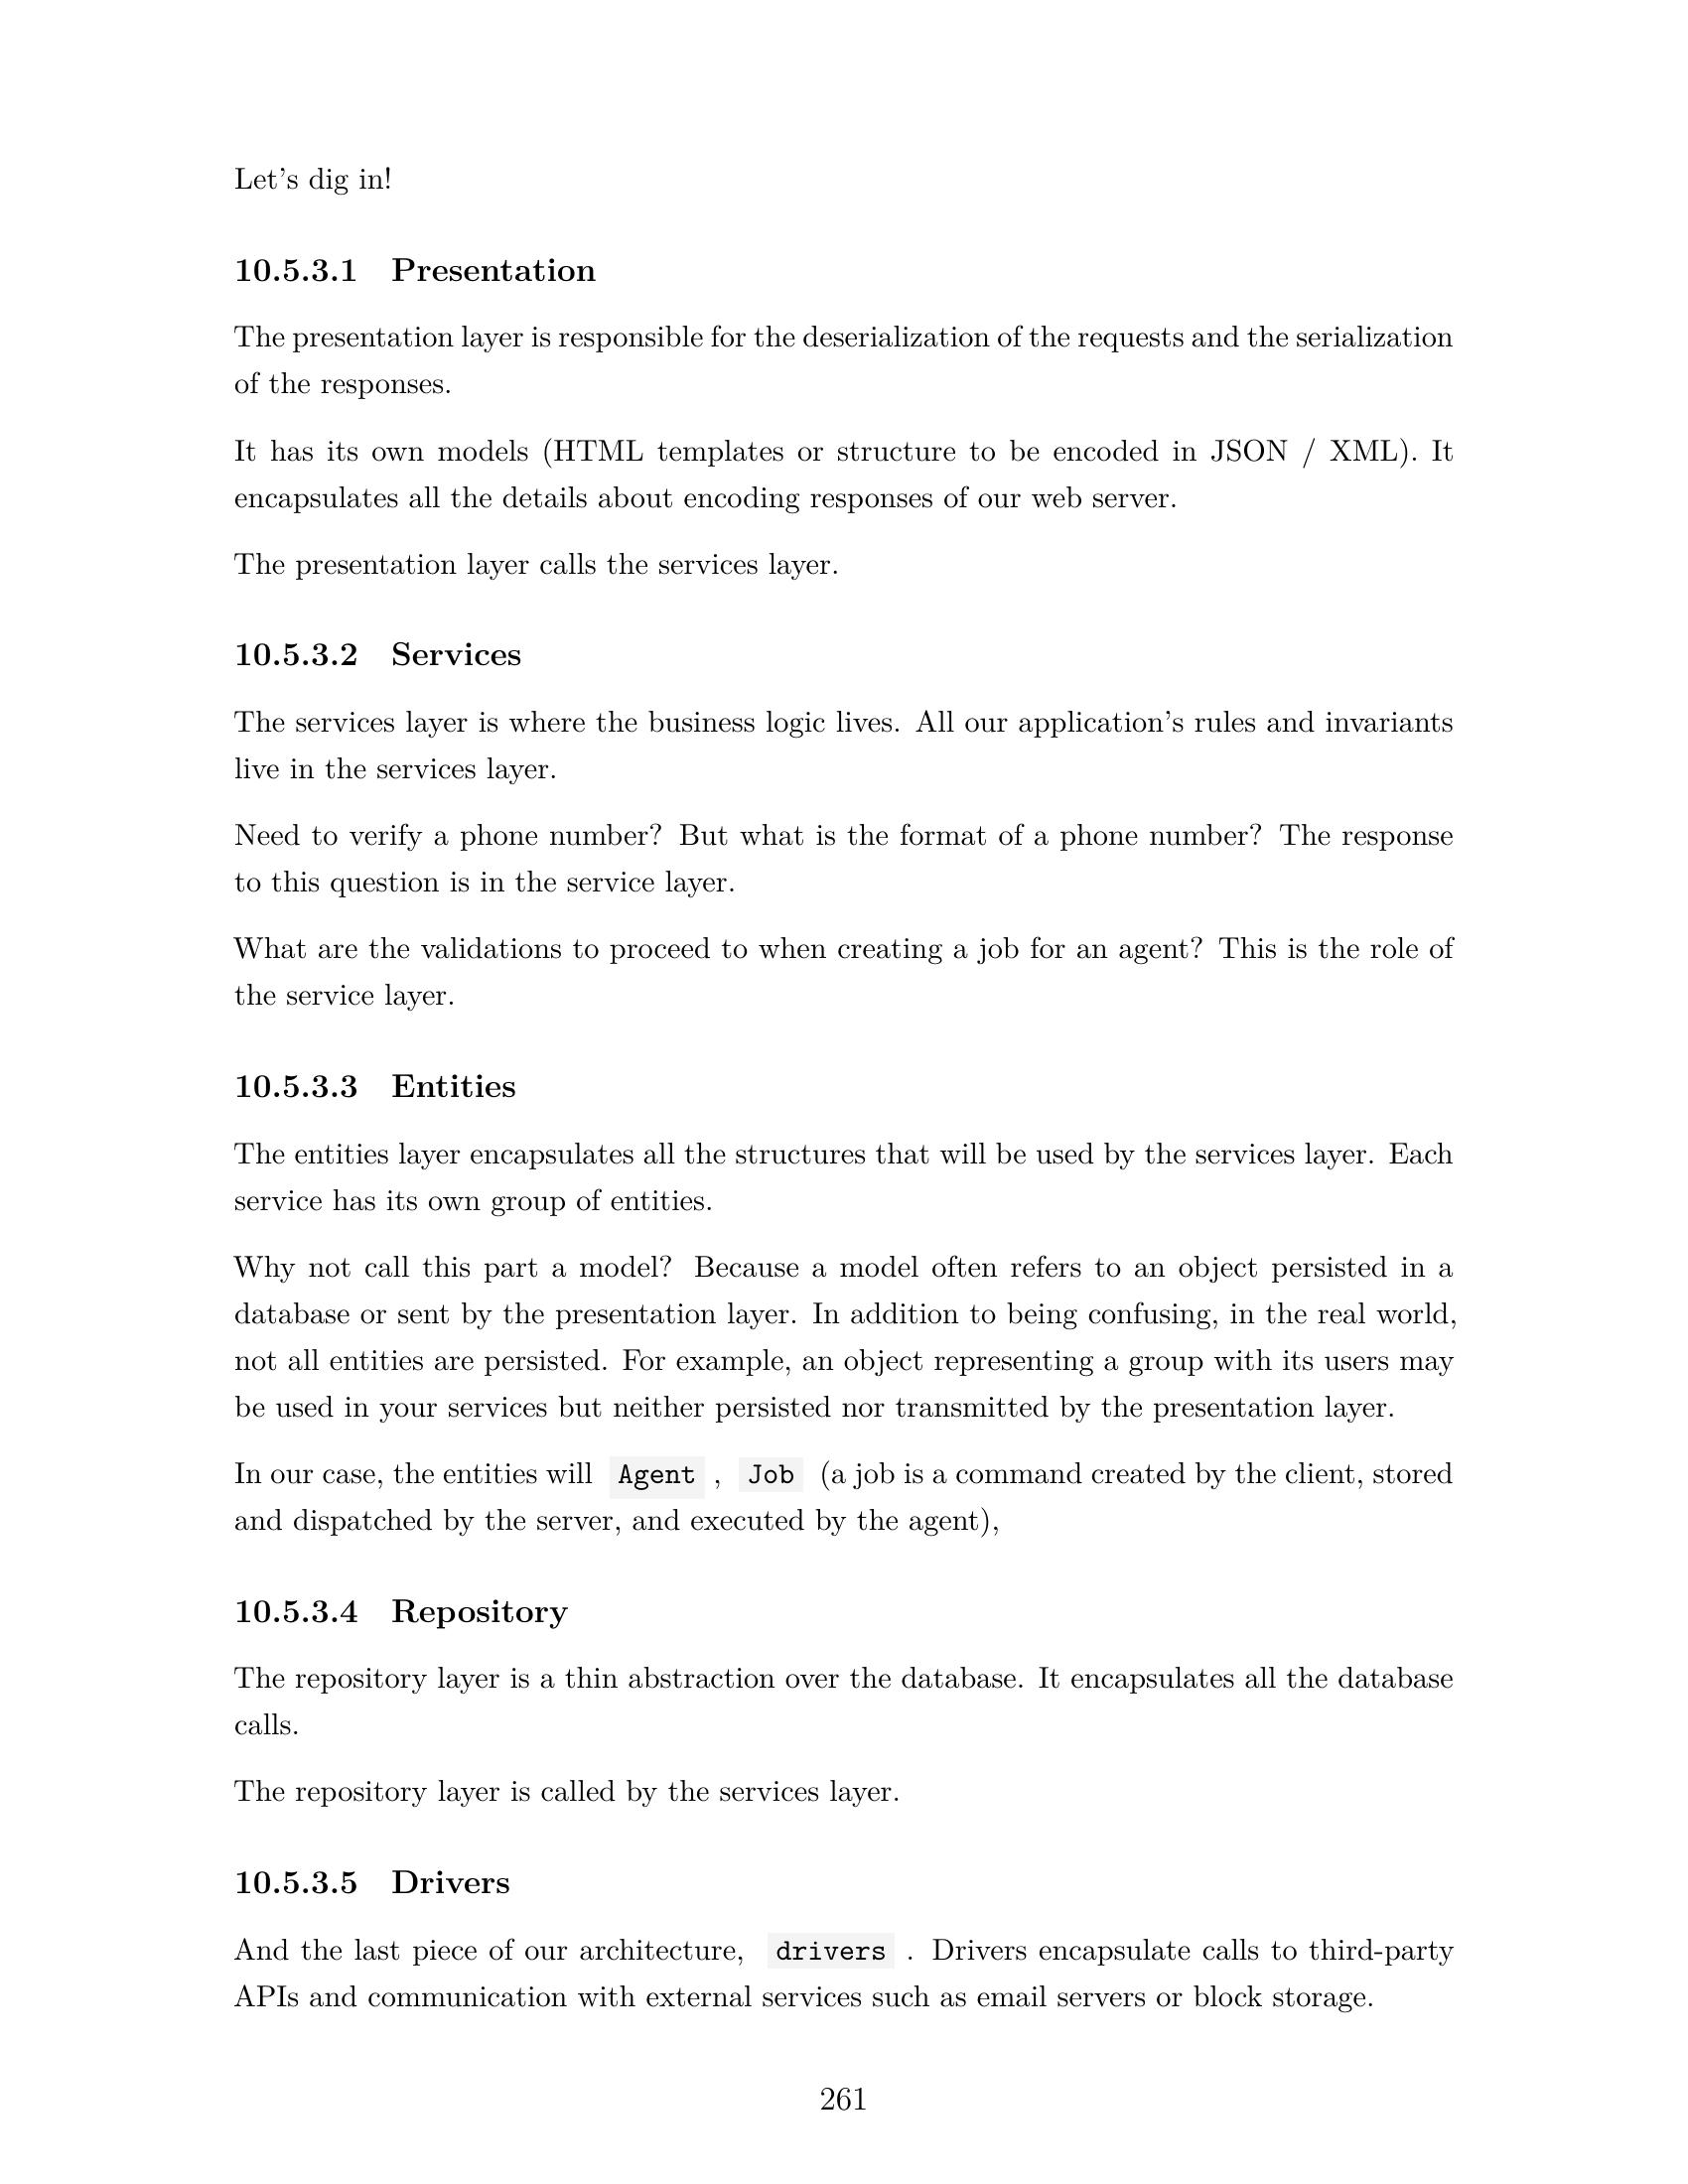 Let's dig in!
10.5.3.1 Presentation
The presentation layer is responsible for the deserialization of the requests and the serialization
of the responses.
It has its own models (HTML templates or structure to be encoded in JSON / XML). It
encapsulates all the details about encoding responses of our web server.
The presentation layer calls the services layer.
10.5.3.2 Services
The services layer is where the business logic lives. All our application's rules and invariants
live in the services layer.
Need to verify a phone number? But what is the format of a phone number? The response
to this question is in the service layer.
What are the validations to proceed to when creating a job for an agent? This is the role of
the service layer.
10.5.3.3 Entities
The entities layer encapsulates all the structures that will be used by the services layer. Each
service has its own group of entities.
Why not call this part a model? Because a model often refers to an object persisted in a
database or sent by the presentation layer. In addition to being confusing, in the real world,
not all entities are persisted. For example, an object representing a group with its users may
be used in your services but neither persisted nor transmitted by the presentation layer.
In our case, the entities will Agent , Job (a job is a command created by the client, stored
and dispatched by the server, and executed by the agent),
10.5.3.4 Repository
The repository layer is a thin abstraction over the database. It encapsulates all the database
calls.
The repository layer is called by the services layer.
10.5.3.5 Drivers
And the last piece of our architecture, drivers . Drivers encapsulate calls to third-party
APIs and communication with external services such as email servers or block storage.
261